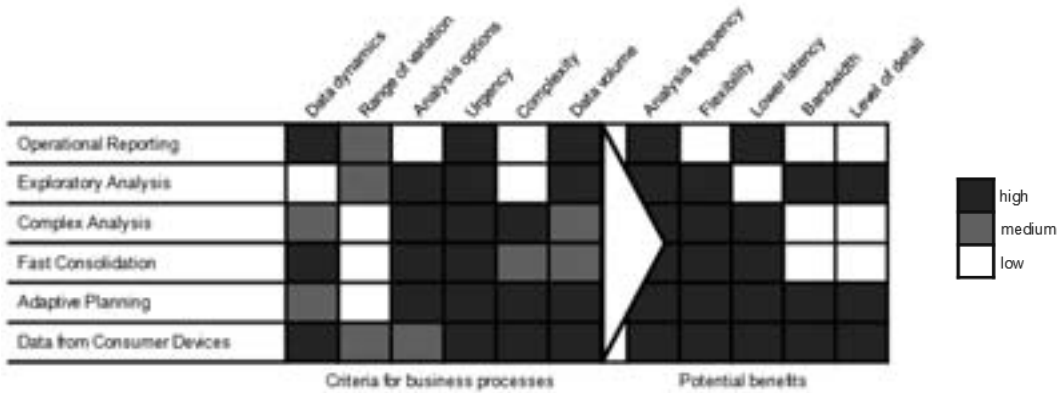 Data dynamics
Range of variation
Analysis options
Urgency
Complexity
Data volume
Analysis frequency
Flexibility
Lower latency
Bandwidth
Level of detail
Operational Reporting
Exploratory Analysis
Complex Analysis
Fast Consolidation
Adaptive Planning
Data from Consumer Devices
high
medium
low
Criteria for business processes
Potential benefits